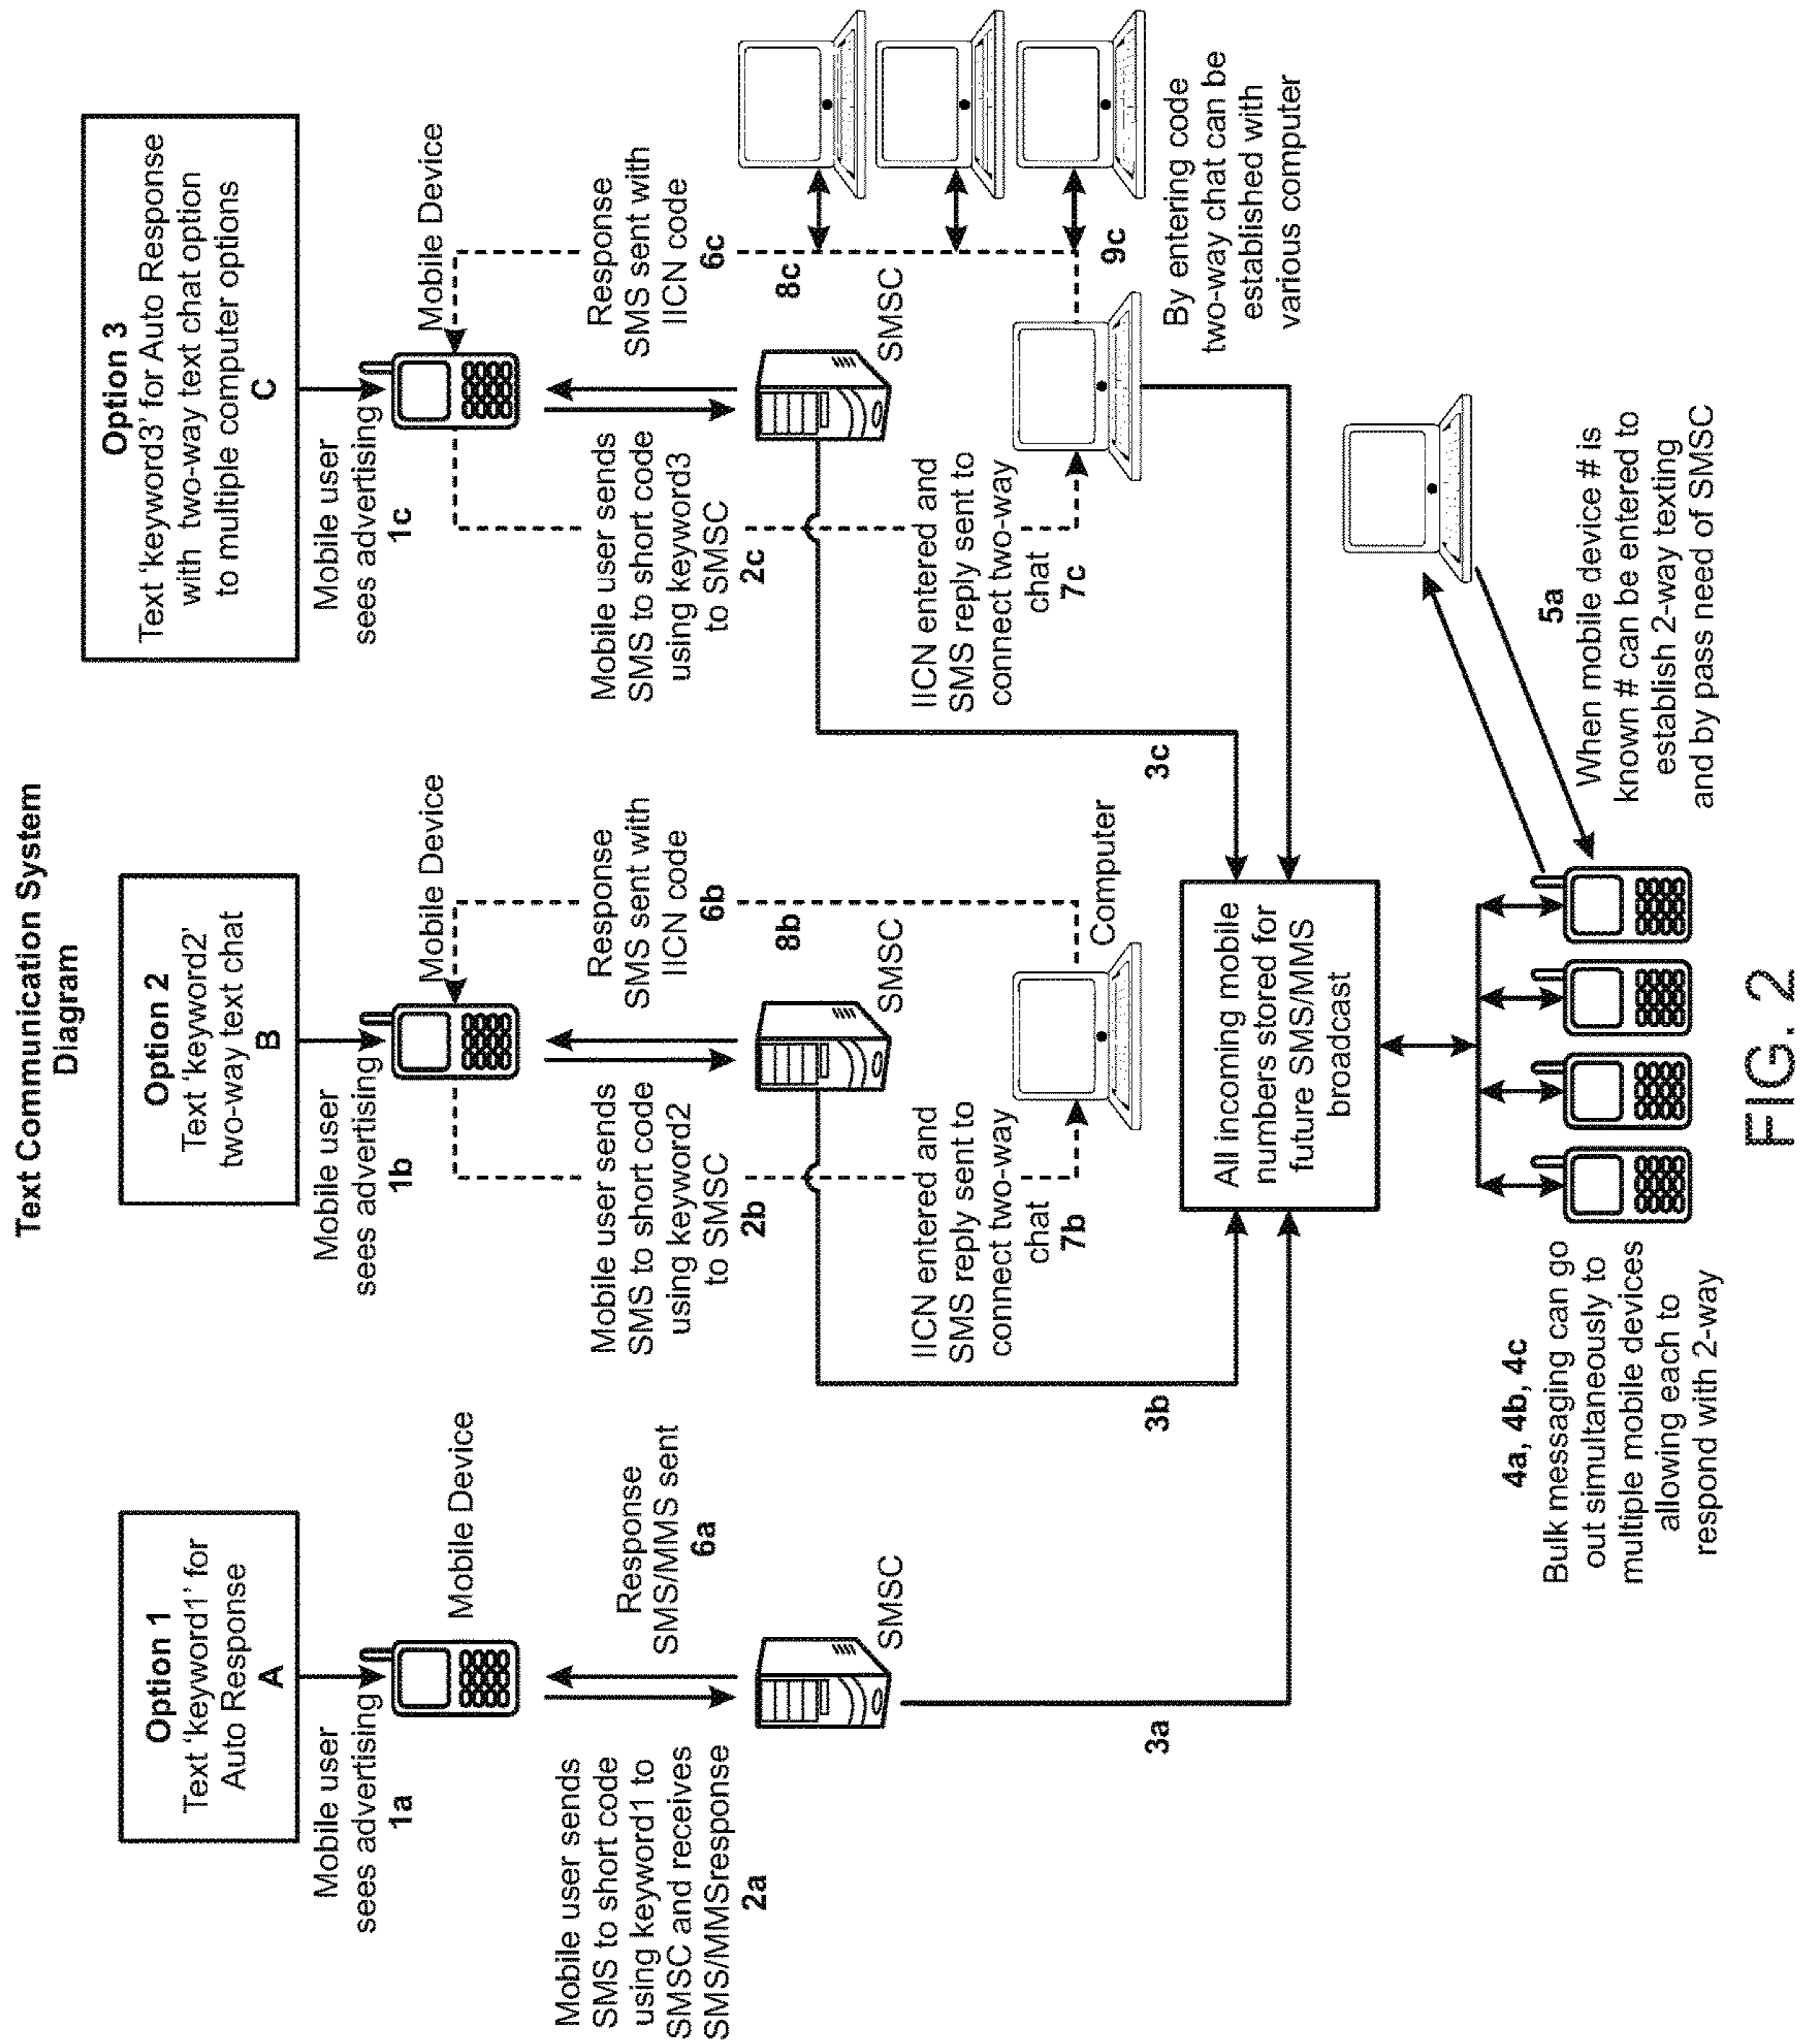 Text Communication System
Diagram
Option 1
Text 'keyword1' for
Auto Response
A
Mobile user
sees advertising
1a
Mobile Device
Mobile user sends
SMS to short code
using keyword1 to
SMSC and receives
SMS/MMSresponse
2a
Response
SMS/MMS sent
6a
SMSC
3a
Option 2
Text 'keyword2'
two-way text chat
B
Mobile user
sees advertising
1b
Mobile Device
Mobile user sends
SMS to short code
using keyword2
to SMSC
2b
Response
SMS sent with
IICN code
6b
8b
SMSC
IICN entered and
SMS reply sent to
connect two-way
chat
7b
Computer
3b
Option 3
Text 'keyword3' for Auto Response
with two-way text chat option
to multiple computer options
C
Mobile user
sees advertising
1c
Mobile Device
Mobile user sends
SMS to short code
using keyword3
to SMSC
2c
Response
SMS sent with
IICN code
6c
8c
SMSC
IICN entered and
SMS reply sent to
connect two-way
chat
7c
9c
By entering code
two-way chat can be
established with
various computer
3c
All incoming mobile
numbers stored for
future SMS/MMS
broadcast
4a, 4b, 4c
Bulk messaging can go
out simultaneously to
multiple mobile devices
allowing each to
respond with 2-way
5a
When mobile device # is
known # can be entered to
establish 2-way texting
and by pass need of SMSC
FIG. 2